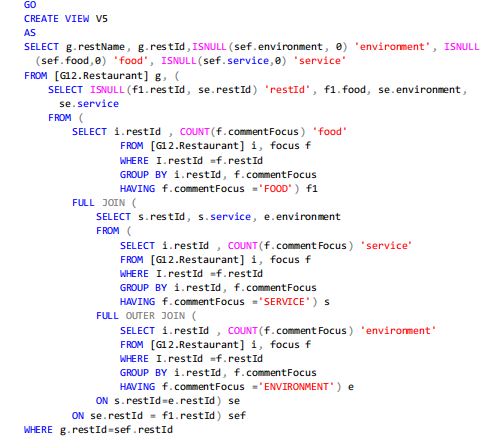 GO
CREATE VIEW V5
AS
SELECT g.restName, g.restId,ISNULL(sef.environment, 0) 'environment', ISNULL
(sef.food,0) 'food', ISNULL(sef.service,0) 'service'
FROM [G12.Restaurant] g, (
SELECT ISNULL(f1.restId, se.restId) 'restId', f1.food, se.environment,
se.service
FROM (
SELECT i.restId , COUNT(f.commentFocus) 'food'
FROM [G12.Restaurant] i, focus f
WHERE I.restId =f.restId
GROUP BY i.restId, f.commentFocus
HAVING f.commentFocus ='FOOD') f1
FULL JOIN (
SELECT s.restId, s.service, e.environment
FROM (
SELECT i.restId , COUNT(f.commentFocus) 'service'
FROM [G12.Restaurant] i, focus f
WHERE I.restId =f.restId
GROUP BY i.restId, f.commentFocus
HAVING f.commentFocus ='SERVICE') s
FULL OUTER JOIN (
SELECT i.restId , COUNT(f.commentFocus) 'environment'
FROM [G12.Restaurant] i, focus f
WHERE I.restId =f.restId
GROUP BY i.restId, f.commentFocus
HAVING f.commentFocus ='ENVIRONMENT') e
ON s.restId=e.restId) se
ON se.restId = f1.restId) sef
WHERE g.restId=sef.restId